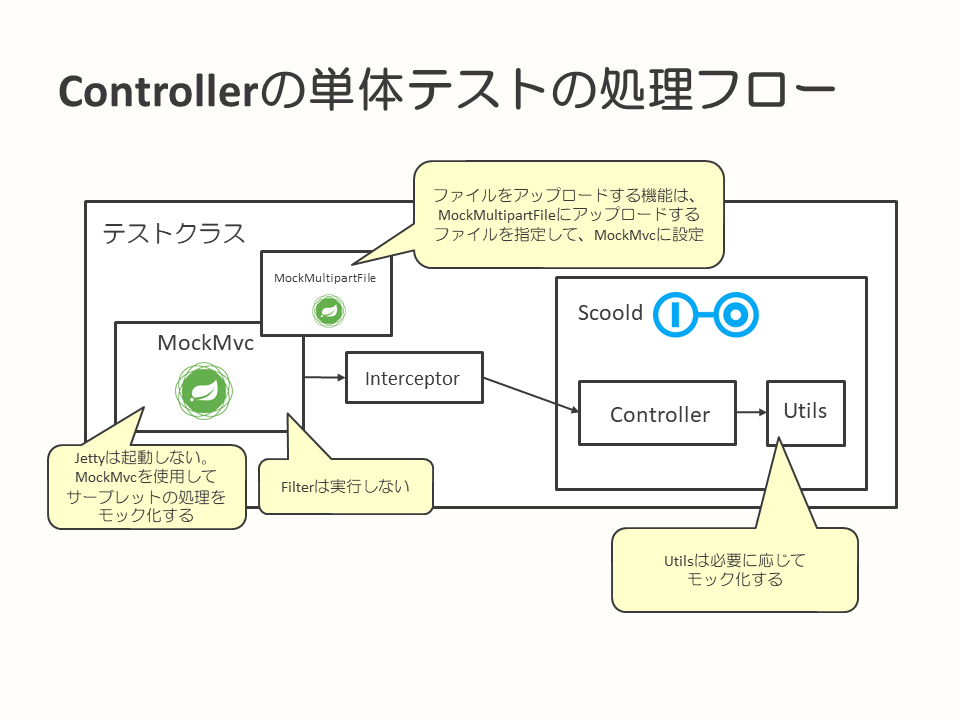 Controllerの単体テストの処理フロー
ファイルをアップロードする機能は、
MockMultipartFileにアップロードする
ファイルを指定して、MockMvcに設定
テストクラス
MockMultipartFile
Scoold
MockMvc
Interceptor
Controller
Utils
Jettyは起動しない。
MockMvcを使用して
サーブレットの処理を
モック化する
Filterは実行しない
Utilsは必要に応じて
モック化する